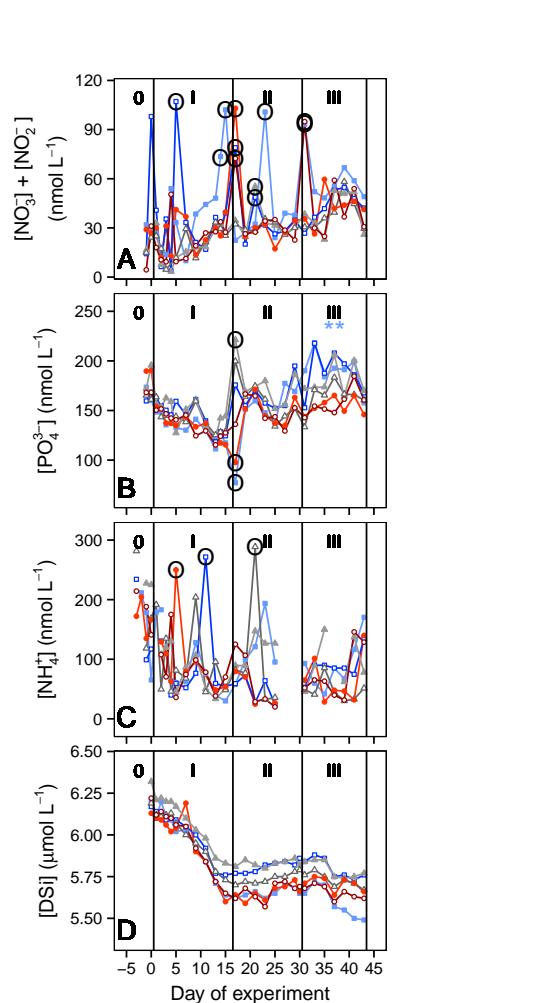 120
90
60
30
0
[NO₃⁻] + [NO₂⁻]
(nmol L⁻¹)
0 I II III
A
250
200
150
100
[PO₄³⁻] (nmol L⁻¹)
0 I II III
**
B
300
200
100
0
[NH₄⁺] (nmol L⁻¹)
0 I II III
C
6.50
6.25
6.00
5.75
5.50
[DSi] (μmol L⁻¹)
0 I II III
D
−5 0 5 10 15 20 25 30 35 40 45
Day of experiment